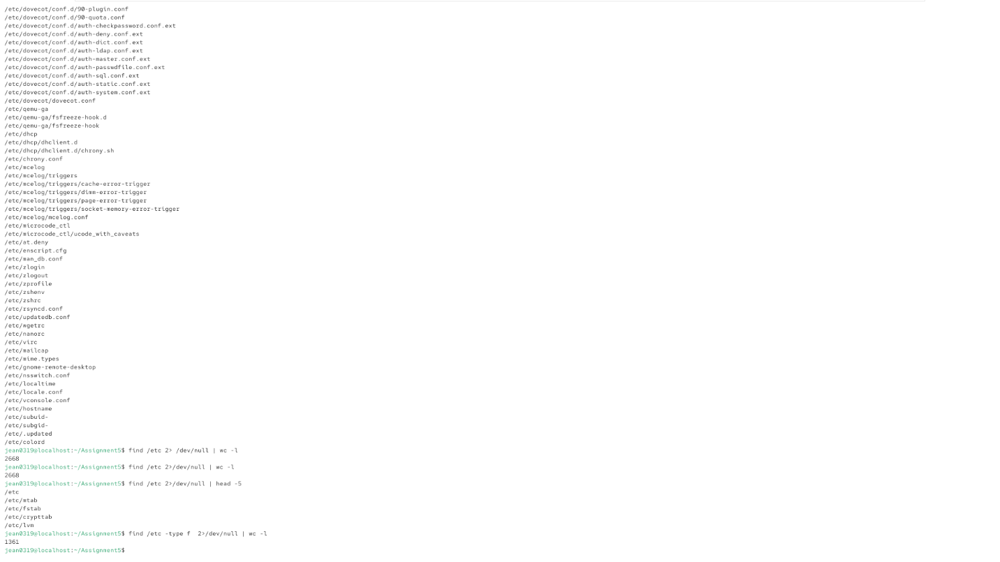 /etc/dovecot/conf.d/90-plugin.conf
/etc/dovecot/conf.d/90-quota.conf
/etc/dovecot/conf.d/auth-checkpassword.conf.ext
/etc/dovecot/conf.d/auth-deny.conf.ext
/etc/dovecot/conf.d/auth-dict.conf.ext
/etc/dovecot/conf.d/auth-ldap.conf.ext
/etc/dovecot/conf.d/auth-master.conf.ext
/etc/dovecot/conf.d/auth-passwdfile.conf.ext
/etc/dovecot/conf.d/auth-sql.conf.ext
/etc/dovecot/conf.d/auth-static.conf.ext
/etc/dovecot/conf.d/auth-system.conf.ext
/etc/dovecot/dovecot.conf
/etc/qemu-ga
/etc/qemu-ga/fsfreeze-hook.d
/etc/qemu-ga/fsfreeze-hook
/etc/dhcp
/etc/dhcp/dhclient.d
/etc/dhcp/dhclient.d/chrony.sh
/etc/chrony.conf
/etc/mcelog
/etc/mcelog/triggers
/etc/mcelog/triggers/cache-error-trigger
/etc/mcelog/triggers/dimm-error-trigger
/etc/mcelog/triggers/page-error-trigger
/etc/mcelog/triggers/socket-memory-error-trigger
/etc/mcelog/mcelog.conf
/etc/microcode_ctl
/etc/microcode_ctl/ucode_with_caveats
/etc/at.deny
/etc/enscript.cfg
/etc/man_db.conf
/etc/zlogin
/etc/zlogout
/etc/zprofile
/etc/zshenv
/etc/zshrc
/etc/rsyncd.conf
/etc/updatedb.conf
/etc/wgetrc
/etc/nanorc
/etc/virc
/etc/mailcap
/etc/mime.types
/etc/gnome-remote-desktop
/etc/nsswitch.conf
/etc/localtime
/etc/locale.conf
/etc/vconsole.conf
/etc/hostname
/etc/subuid-
/etc/subgid-
/etc/.updated
/etc/colord
jean0319@localhost:~/Assignment5$ find /etc 2> /dev/null | wc -l
2668
jean0319@localhost:~/Assignment5$ find /etc 2>/dev/null | wc -l
2668
jean0319@localhost:~/Assignment5$ find /etc 2>/dev/null | head -5
/etc
/etc/mtab
/etc/fstab
/etc/crypttab
/etc/lvm
jean0319@localhost:~/Assignment5$ find /etc -type f  2>/dev/null | wc -l
1361
jean0319@localhost:~/Assignment5$